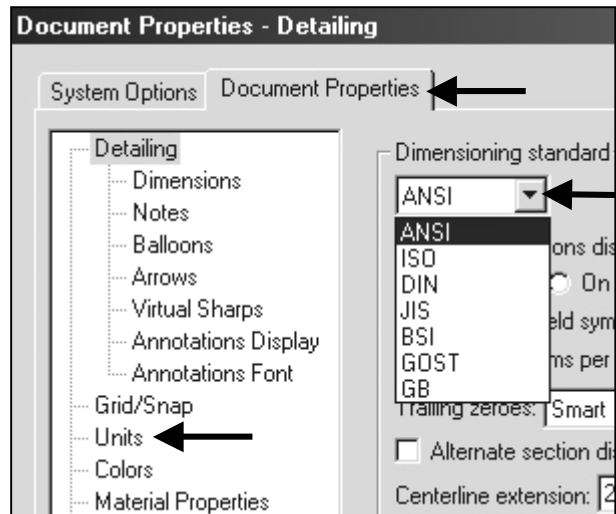 Document Properties - Detailing
System Options
Document Properties
Detailing
Dimensions
Notes
Balloons
Arrows
Virtual Sharps
Annotations Display
Annotations Font
Grid/Snap
Units
Colors
Material Properties
Dimensioning standard
ANSI
ANSI
ISO
DIN
JIS
BSI
GOST
GB
On
per
Trailing zeroes: Smart
Alternate section
Centerline extension: